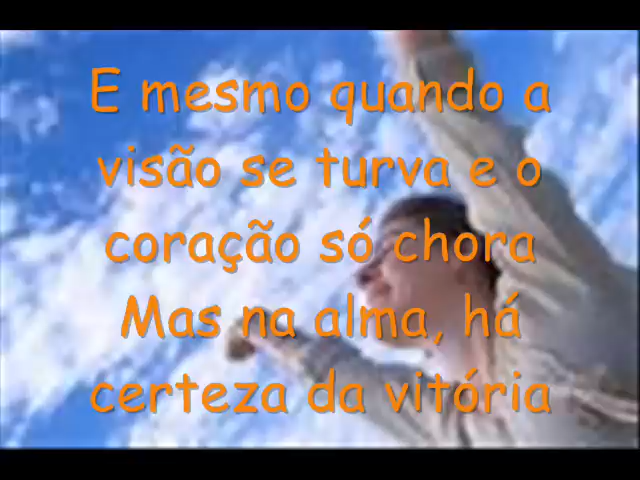 E mesmo quando a
visão se turva e o
coração só chora
Mas na alma, há
certeza da vitória